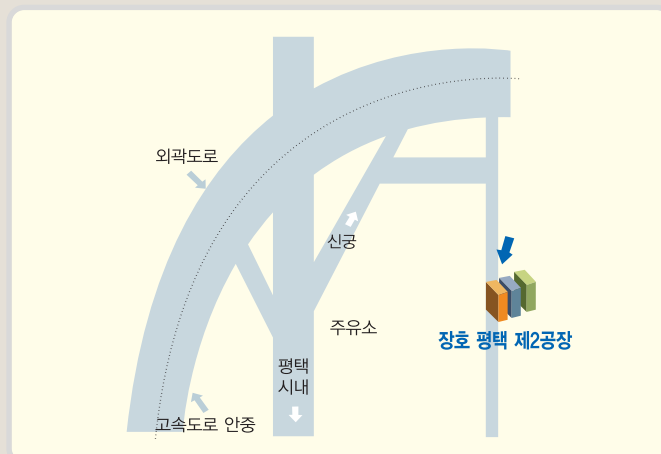 외곽도로
신궁
주유소
장호 평택 제2공장
평택
시내
고속도로 안중